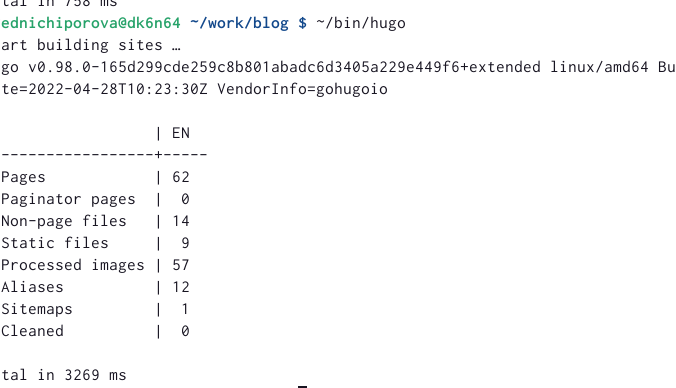 tal in 758 ms
ednichiporova@dk6n64 ~/work/blog $ ~/bin/hugo
art building sites …
go v0.98.0-165d299cde259c8b801abadc6d3405a229e449f6+extended linux/amd64 Bu
te=2022-04-28T10:23:30Z VendorInfo=gohugoio
| EN
-----------------+-----
Pages | 62
Paginator pages | 0
Non-page files | 14
Static files | 9
Processed images | 57
Aliases | 12
Sitemaps | 1
Cleaned | 0
tal in 3269 ms